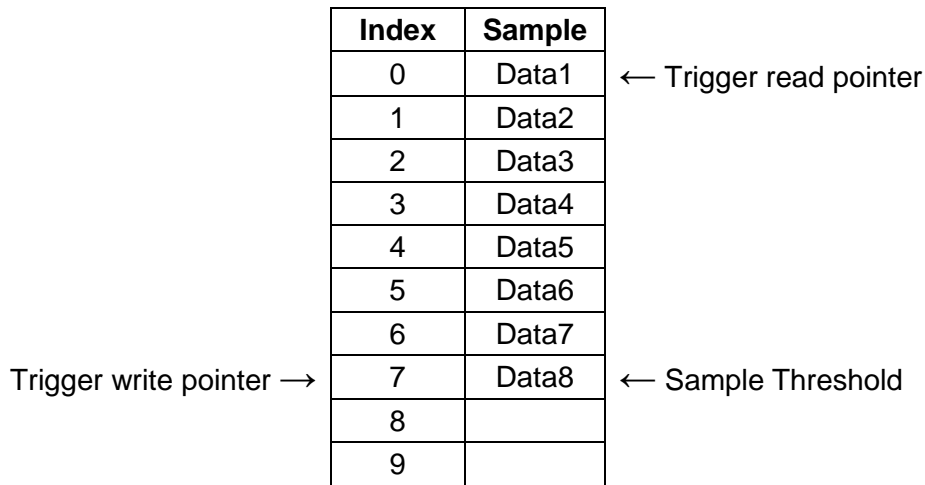 Index Sample
0 Data1 ← Trigger read pointer
1 Data2
2 Data3
3 Data4
4 Data5
5 Data6
6 Data7
Trigger write pointer → 7 Data8 ← Sample Threshold
8
9